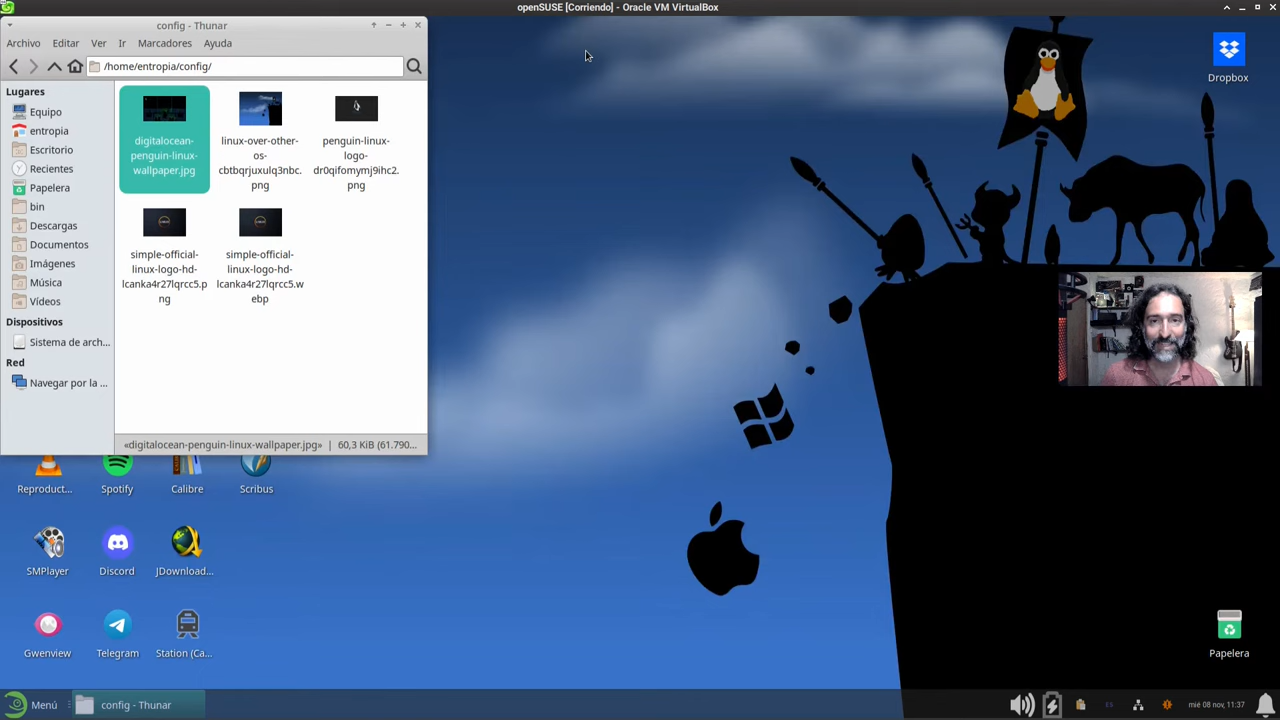 openSUSE [Corriendo] - Oracle VM VirtualBox
config - Thunar
Archivo Editar Ver Ir Marcadores Ayuda
/home/entropia/config/
Lugares
Equipo
entropia
Escritorio
Recientes
Papelera
bin
Descargas
Documentos
Imágenes
Música
Vídeos
Dispositivos
Sistema de arch...
Red
Navegar por la ...
digitalocean-
penguin-linux-
wallpaper.jpg
linux-over-other-
os-
cbtbqrjuxulq3nbc.
png
penguin-linux-
logo-
dr0qifomymj9ihc2.
png
simple-official-
linux-logo-hd-
lcanka4r27lqrcc5.p
ng
simple-official-
linux-logo-hd-
lcanka4r27lqrcc5.w
ebp
«digitalocean-penguin-linux-wallpaper.jpg» | 60,3 KiB (61.790...
Dropbox
Reproduct...
Spotify
Calibre
Scribus
SMPlayer
Discord
JDownload...
Gwenview
Telegram
Station (Ca...
Papelera
Menú
config - Thunar
ES
mié 08 nov, 11:37